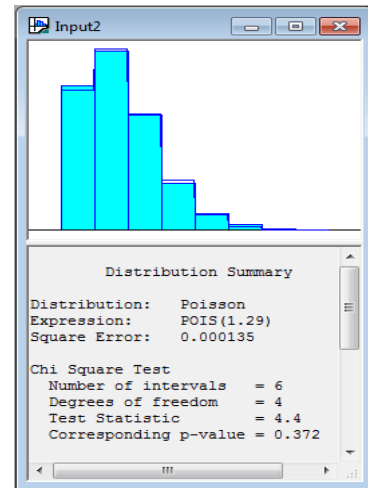 Input2
Distribution Summary
Distribution: Poisson
Expression: POIS(1.29)
Square Error: 0.000135
Chi Square Test
Number of intervals = 6
Degrees of freedom = 4
Test Statistic = 4.4
Corresponding p-value = 0.372